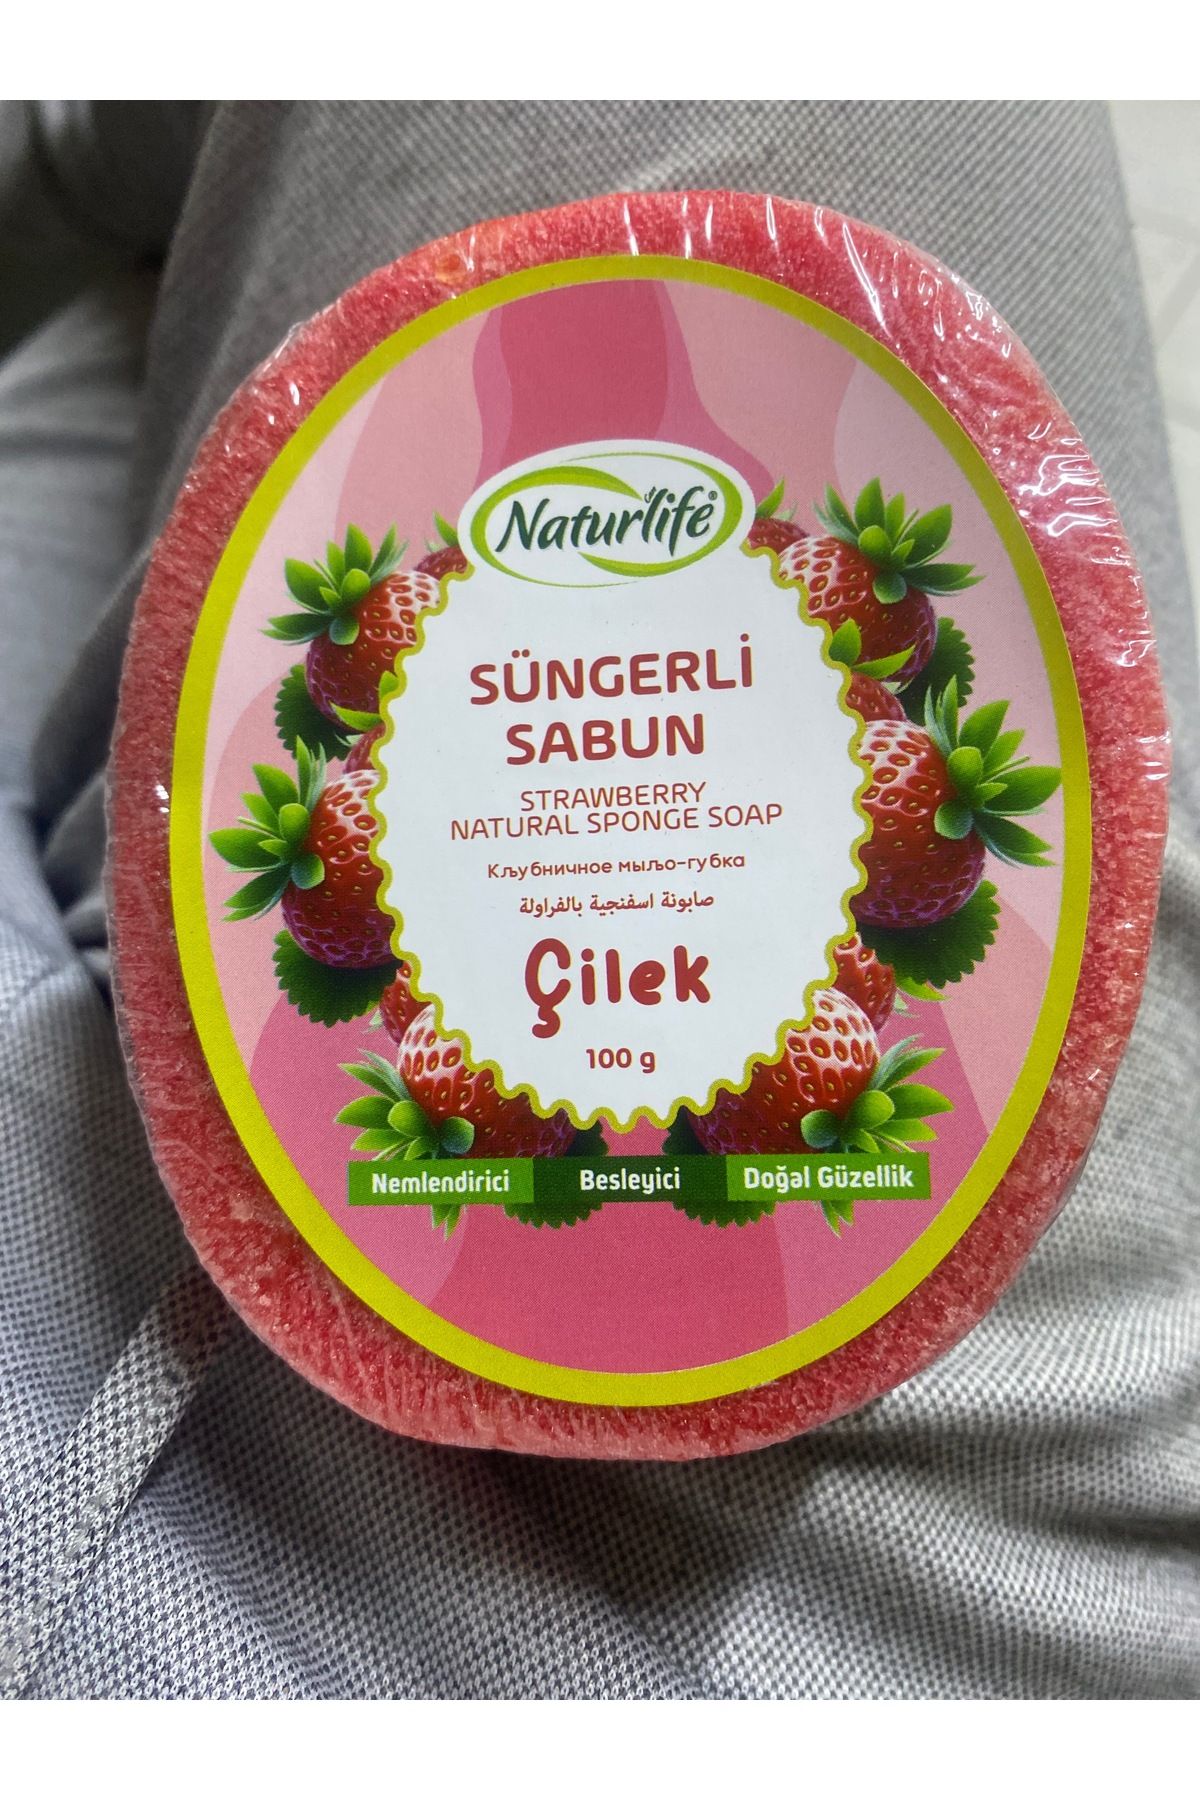 Naturlife®
SÜNGERLİ
SABUN
STRAWBERRY
NATURAL SPONGE SOAP
Кљубничное мыљо-губка
صابونة اسفنجية بالفراولة
Çilek
100 g
Nemlendirici Besleyici Doğal Güzellik